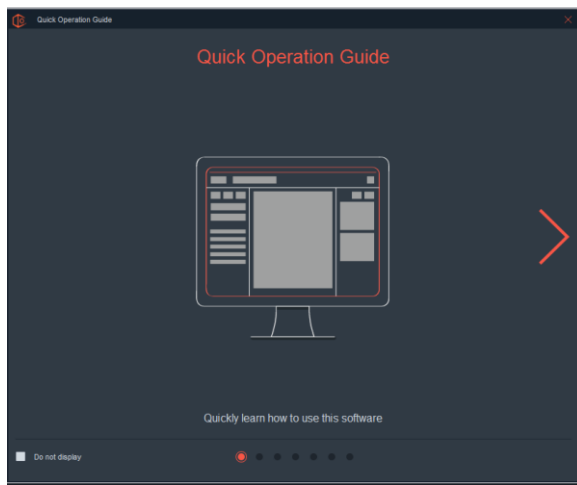 Quick Operation Guide
Quick Operation Guide
Quickly learn how to use this software
Do not display